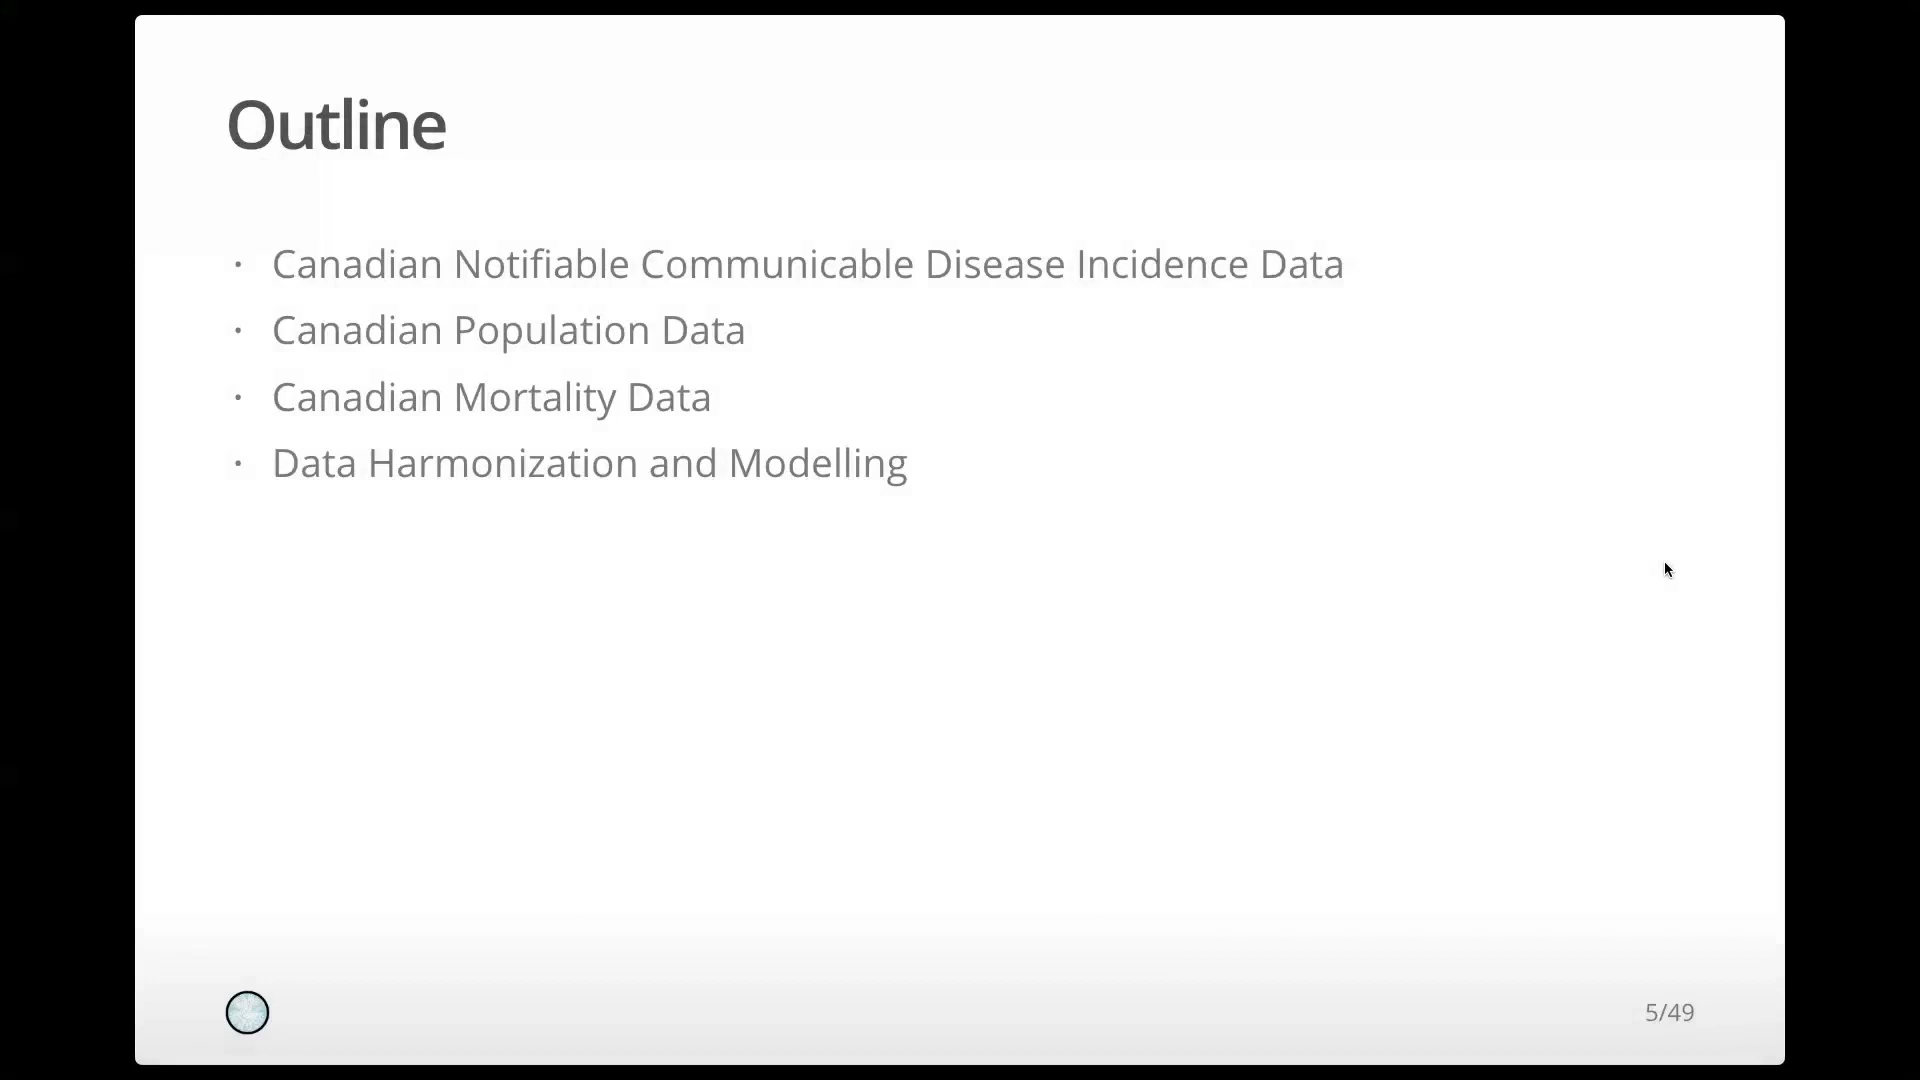 Outline
· Canadian Notifiable Communicable Disease Incidence Data
· Canadian Population Data
· Canadian Mortality Data
· Data Harmonization and Modelling
5/49